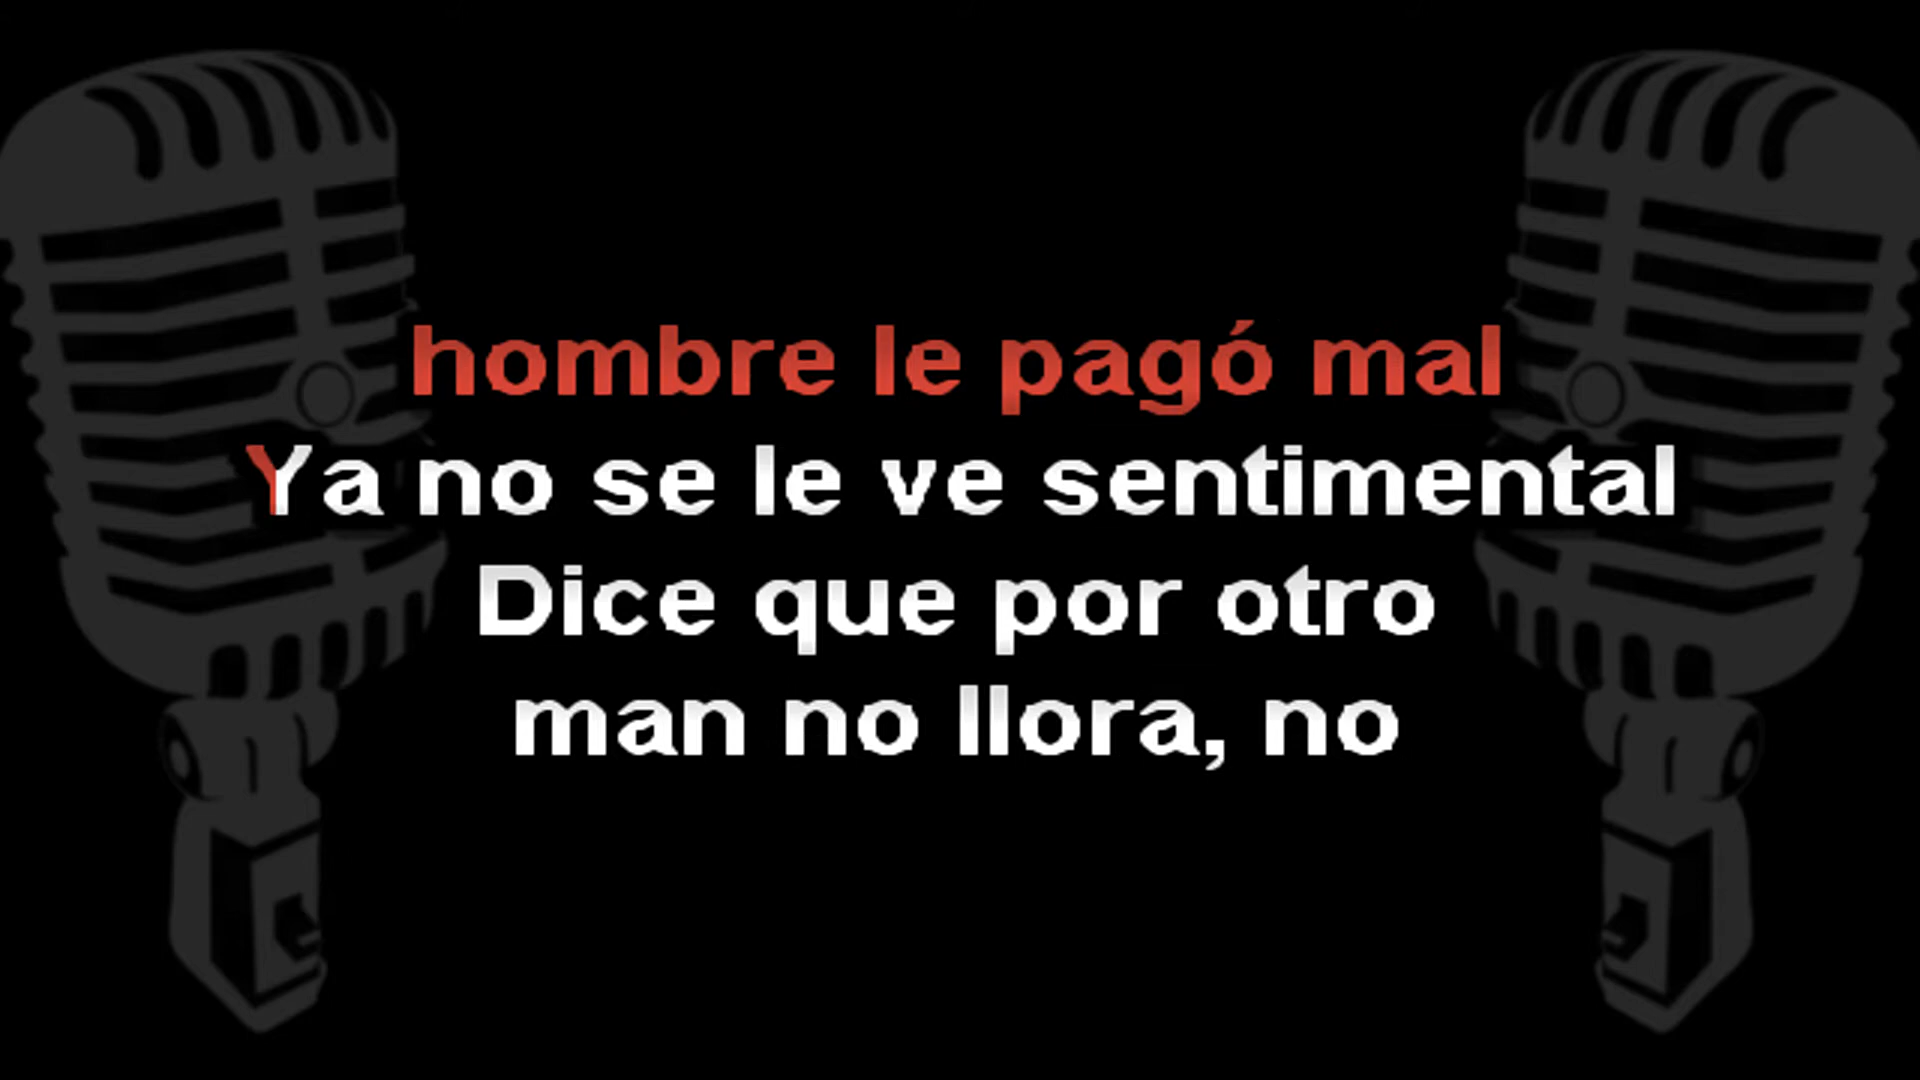 hombre le pagó mal
Ya no se le ve sentimental
Dice que por otro
man no llora, no